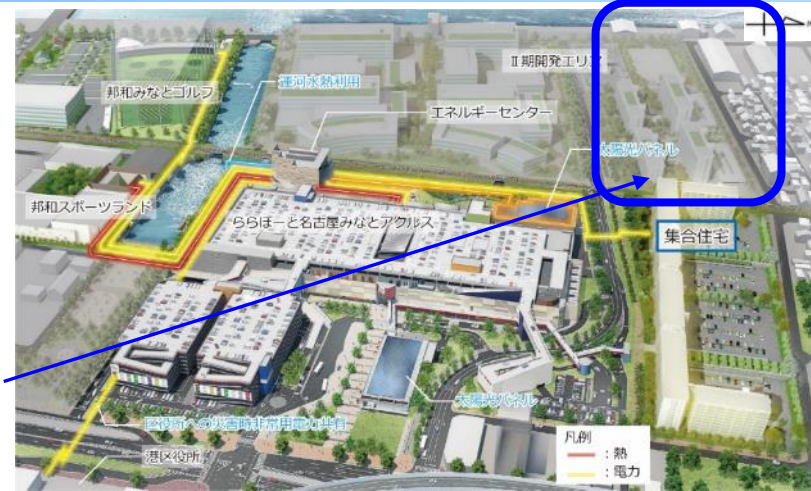 Ⅱ期開発エリア
邦和みなとゴルフ
運河水熱利用
エネルギーセンター
太陽光パネル
邦和スポーツランド
ららぽーと名古屋みなとアクルス
集合住宅
太陽光パネル
区役所への災害時非常用電力共有
港区役所
凡例
：熱
：電力